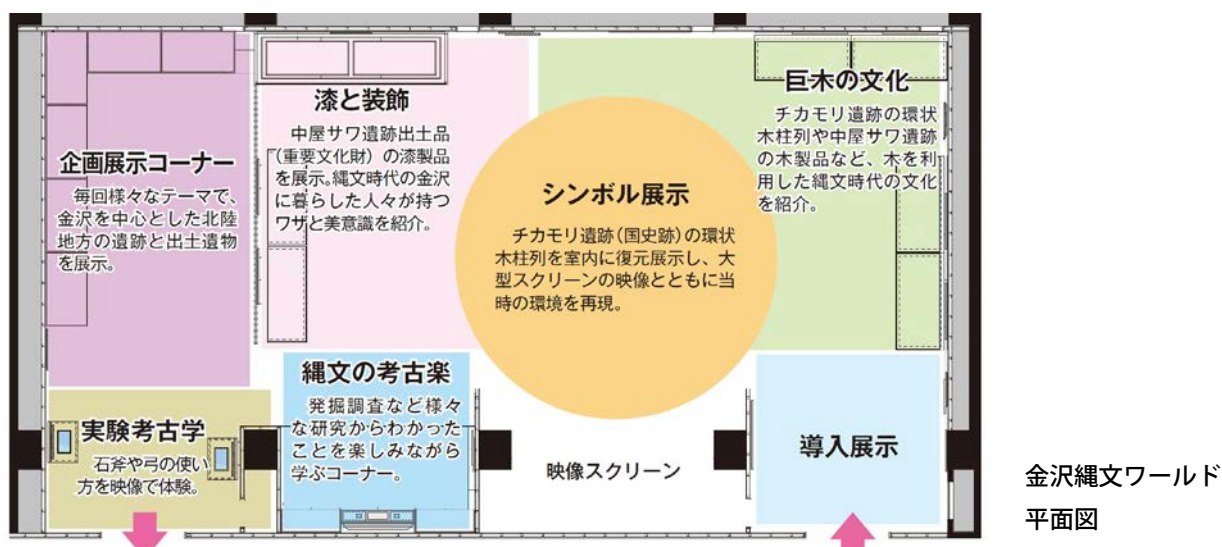 企画展示コーナー
毎回様々なテーマで、
金沢を中心とした北陸
地方の遺跡と出土遺物
を展示。
漆と装飾
中屋サワ遺跡出土品
(重要文化財)の漆製品
を展示。縄文時代の金沢
に暮らした人々が持つ
ワザと美意識を紹介。
シンボル展示
チカモリ遺跡(国史跡)の環状
木柱列を室内に復元展示し、大
型スクリーンの映像とともに当
時の環境を再現。
巨木の文化
チカモリ遺跡の環状
木柱列や中屋サワ遺跡
の木製品など、木を利
用した縄文時代の文化
を紹介。
実験考古学
石斧や弓の使い
方を映像で体験。
縄文の考古楽
発掘調査など様々
な研究からわかった
ことを楽しみながら
学ぶコーナー。
映像スクリーン
導入展示
金沢縄文ワールド
平面図